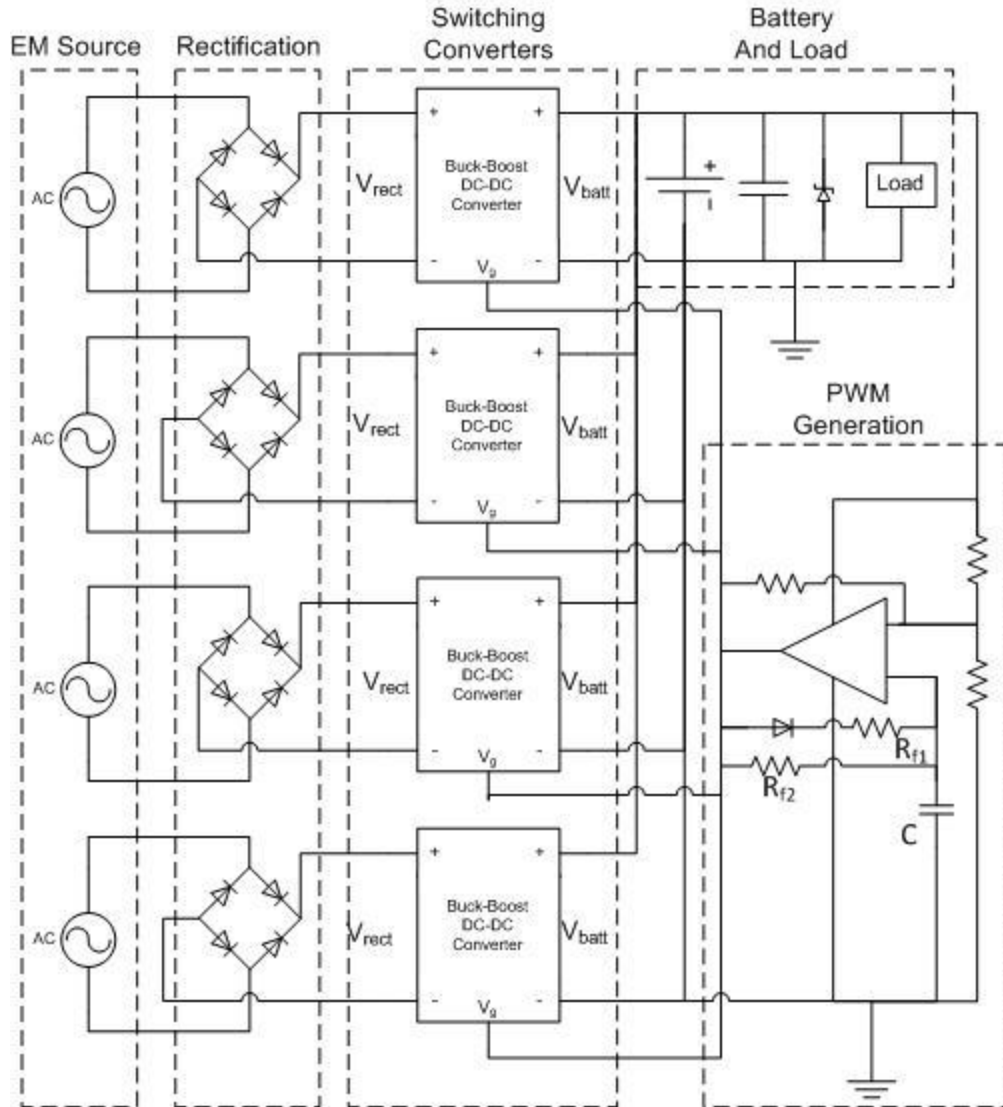 EM Source
Rectification
Switching
Converters
Battery
And Load
AC
+
Buck-Boost
DC-DC
Converter
+
Vrect
Vbatt
-
Vg
-
+
Load
AC
+
Buck-Boost
DC-DC
Converter
+
Vrect
Vbatt
-
Vg
-
PWM
Generation
AC
+
Buck-Boost
DC-DC
Converter
+
Vrect
Vbatt
-
Vg
-
Rf1
Rf2
C
AC
+
Buck-Boost
DC-DC
Converter
+
Vrect
Vbatt
-
Vg
-